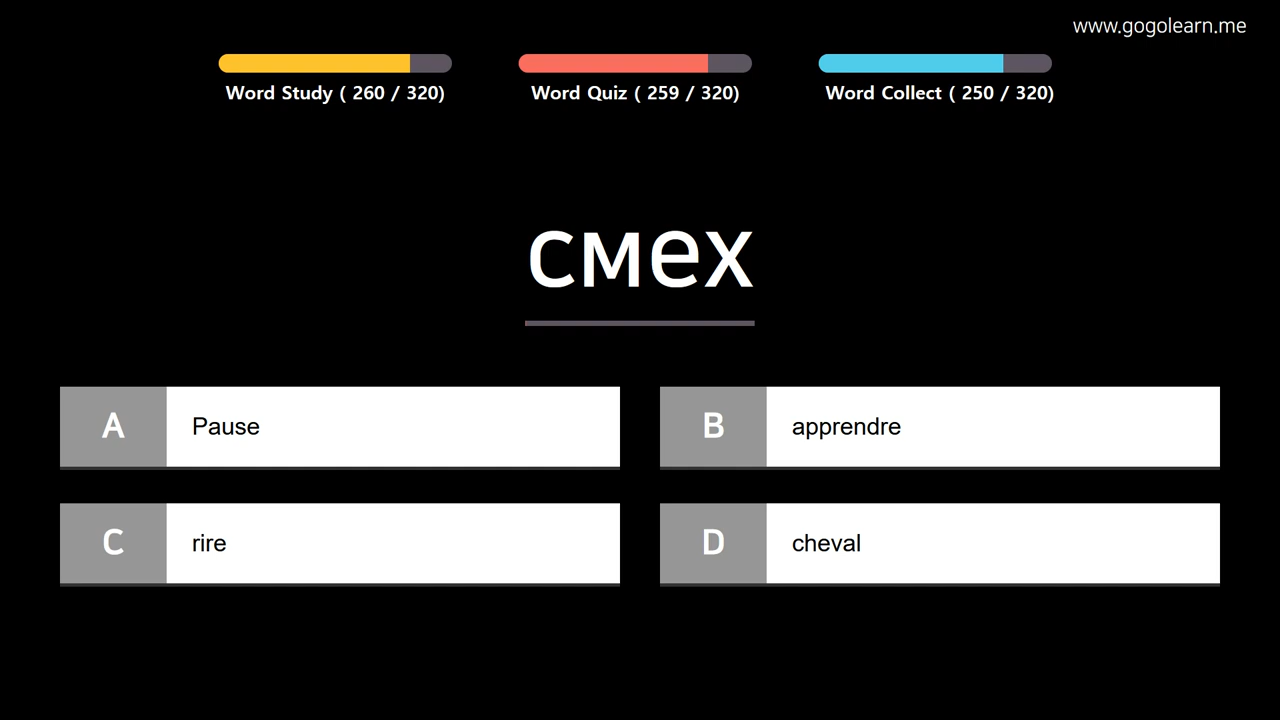 www.gogolearn.me
Word Study ( 260 / 320)
Word Quiz ( 259 / 320)
Word Collect ( 250 / 320)
смех
A Pause
B apprendre
C rire
D cheval